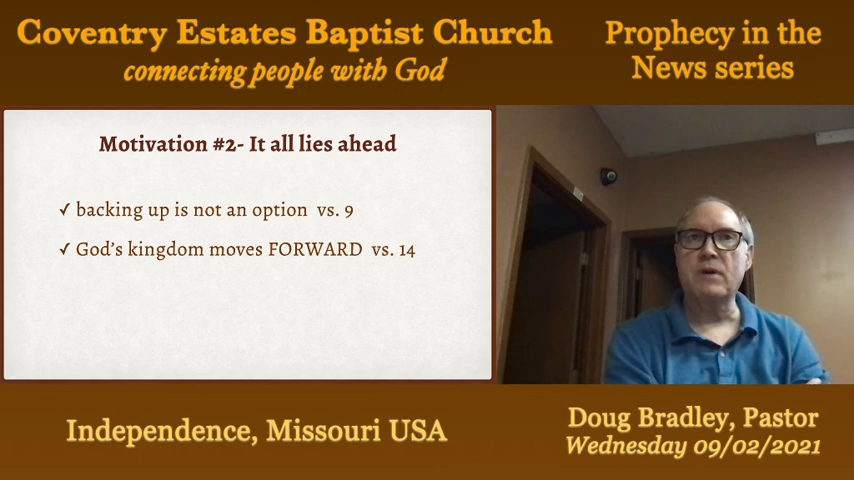 Coventry Estates Baptist Church
connecting people with God
Prophecy in the
News series
Motivation #2- It all lies ahead
✓ backing up is not an option vs. 9
✓ God's kingdom moves FORWARD vs. 14
Independence, Missouri USA
Doug Bradley, Pastor
Wednesday 09/02/2021